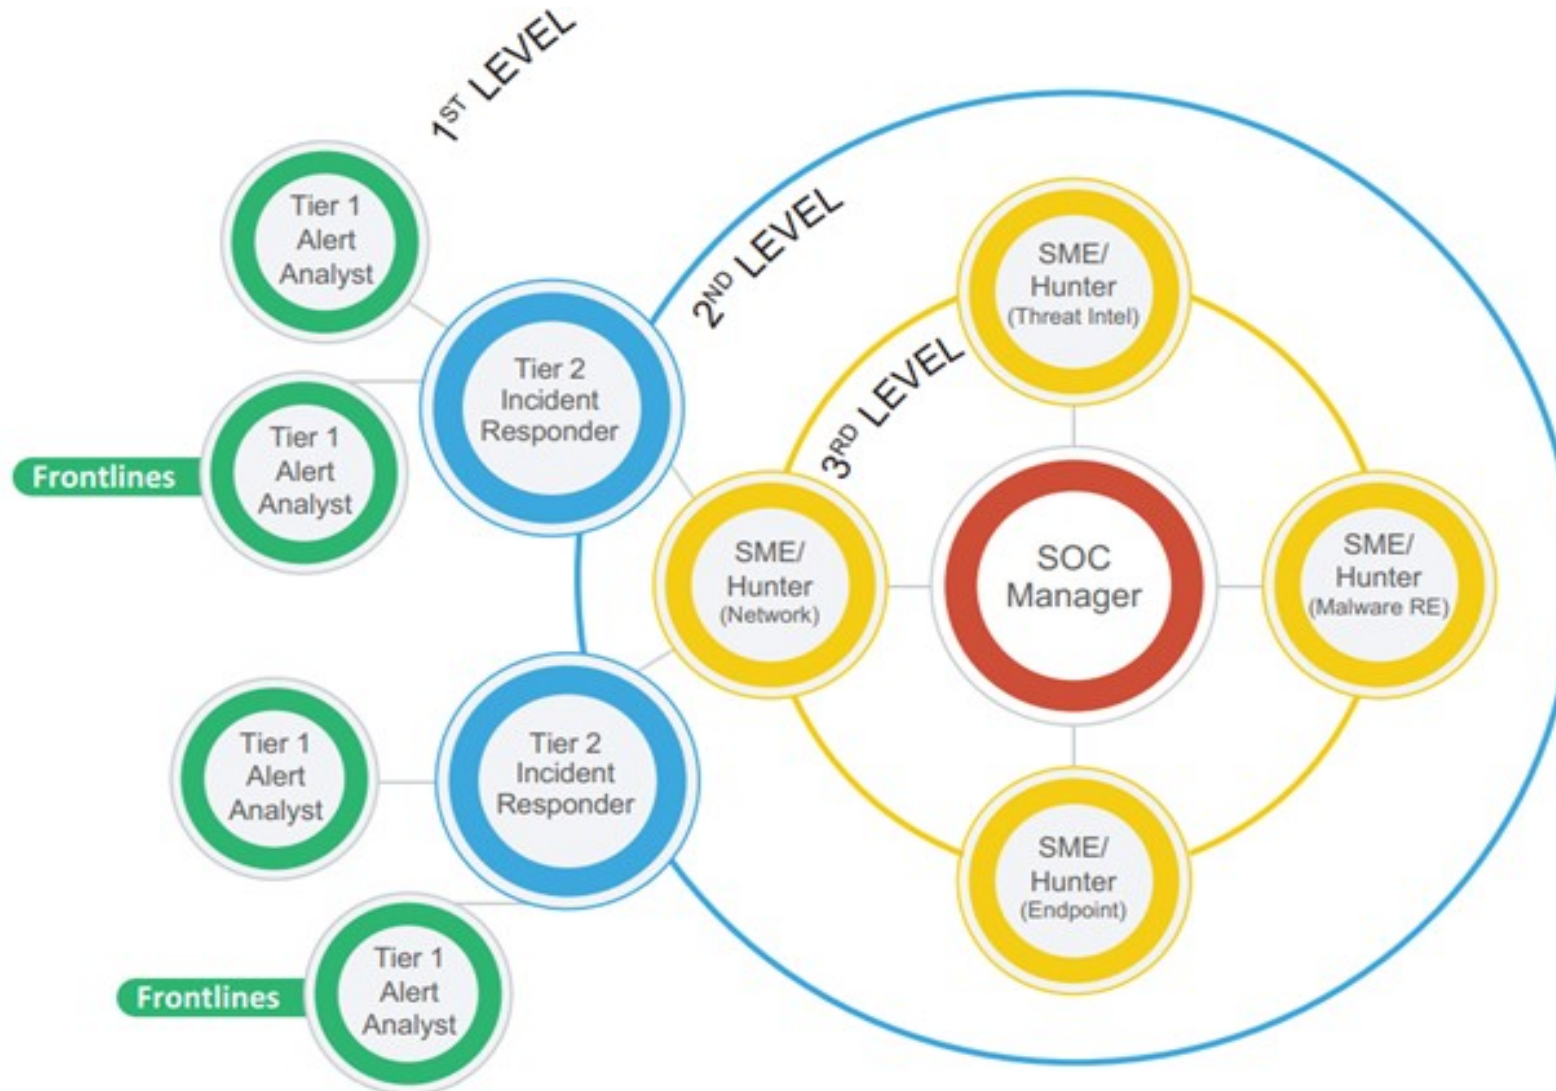 1ST LEVEL
2ND LEVEL
3RD LEVEL
Tier 1
Alert
Analyst
Tier 1
Alert
Analyst
Frontlines
Tier 2
Incident
Responder
SME/
Hunter
(Threat Intel)
SME/
Hunter
(Network)
SOC
Manager
SME/
Hunter
(Malware RE)
Tier 1
Alert
Analyst
Tier 2
Incident
Responder
SME/
Hunter
(Endpoint)
Tier 1
Alert
Analyst
Frontlines